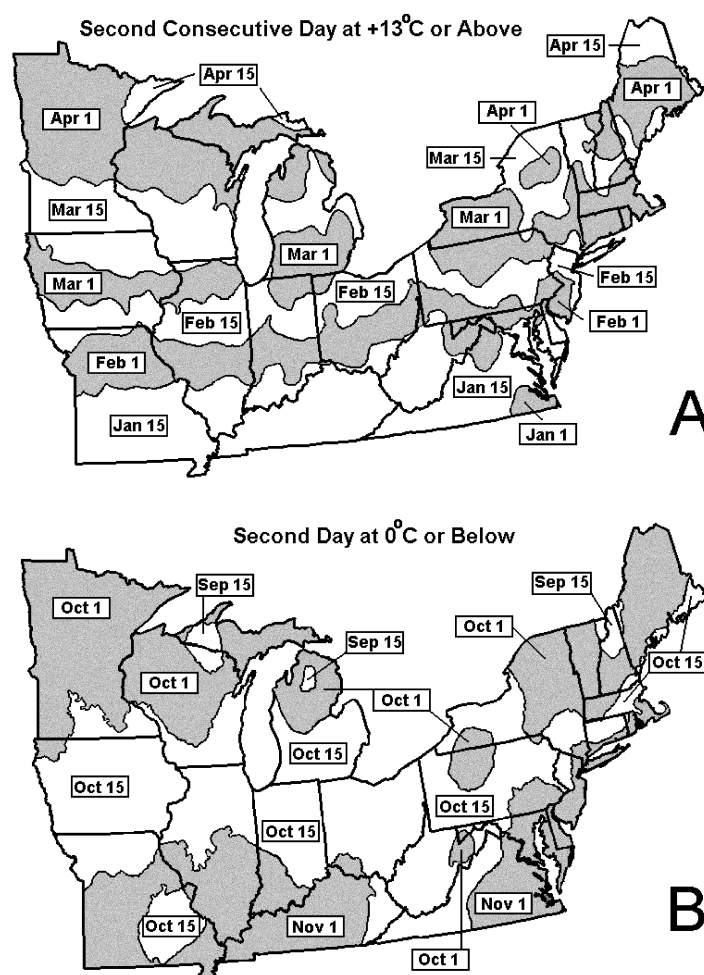 Second Consecutive Day at +13°C or Above
Apr 15
Apr 15
Apr 1
Apr 1
Apr 1
Mar 15
Mar 15
Mar 1
Mar 1
Mar 1
Feb 15
Feb 15
Feb 15
Feb 1
Feb 1
Jan 15
Jan 15
Jan 1
A
Second Day at 0°C or Below
Sep 15
Sep 15
Oct 1
Oct 1
Oct 1
Sep 15
Oct 15
Oct 1
Oct 15
Oct 15
Oct 15
Oct 15
Oct 15
Nov 1
Nov 1
Oct 1
B